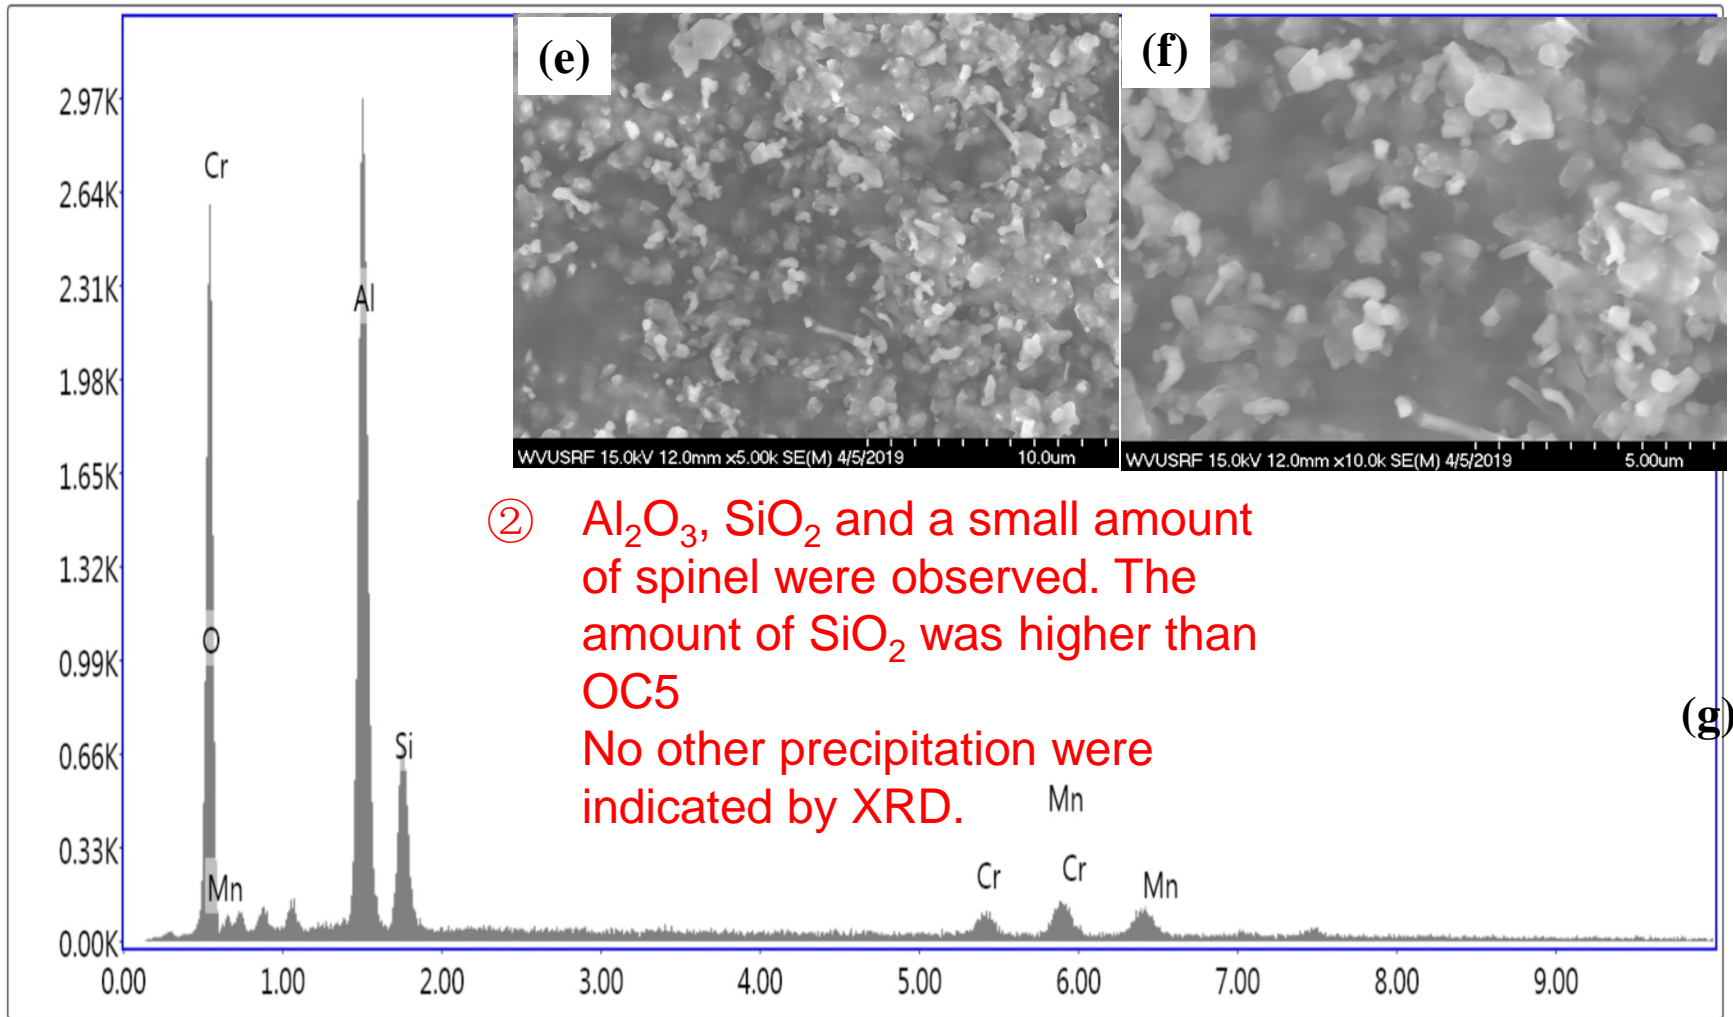 (e)
(f)
WVUSRF 15.0kV 12.0mm x5.00k SE(M) 4/5/2019 10.0um
WVUSRF 15.0kV 12.0mm x10.0k SE(M) 4/5/2019 5.00um
2.97K
2.64K
2.31K
1.98K
1.65K
1.32K
0.99K
0.66K
0.33K
0.00K
Cr
Al
O
Si
Mn
② Al₂O₃, SiO₂ and a small amount
of spinel were observed. The
amount of SiO₂ was higher than
OC5
No other precipitation were
indicated by XRD.
(g)
Mn
Cr
Cr
Mn
0.00 1.00 2.00 3.00 4.00 5.00 6.00 7.00 8.00 9.00